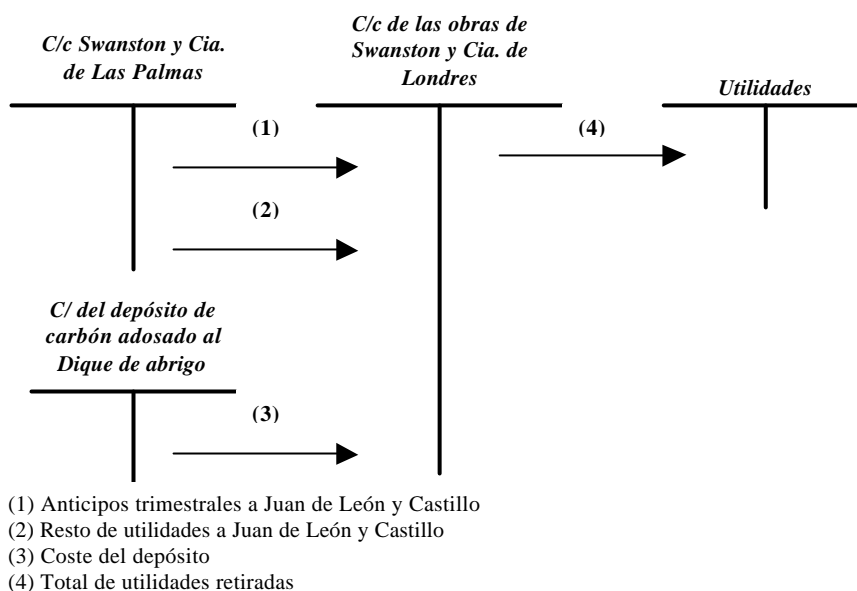 C/c Swanston y Cia.
de Las Palmas
C/c de las obras de
Swanston y Cia. de
Londres
Utilidades
(1)
(4)
(2)
C/ del depósito de
carbón adosado al
Dique de abrigo
(3)
(1) Anticipos trimestrales a Juan de León y Castillo
(2) Resto de utilidades a Juan de León y Castillo
(3) Coste del depósito
(4) Total de utilidades retiradas